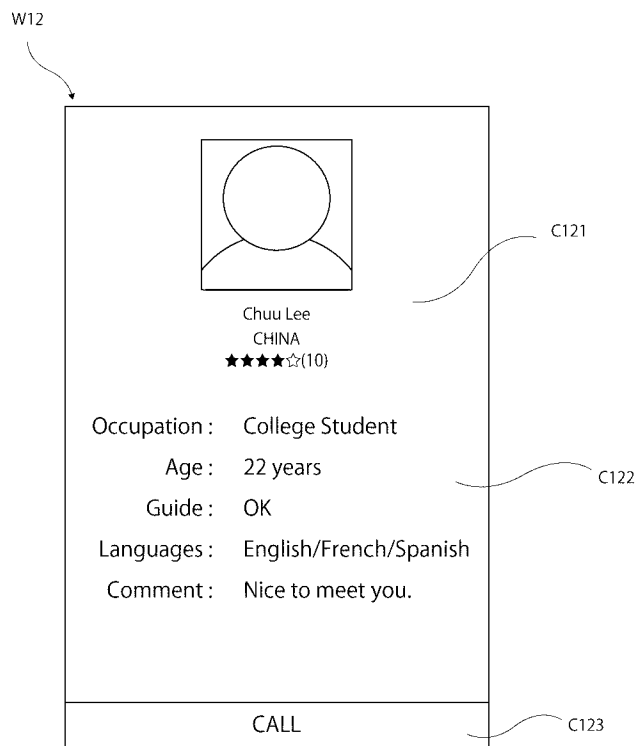 W12
C121
Chuu Lee
CHINA
★★★★☆(10)
Occupation : College Student
Age : 22 years
C122
Guide : OK
Languages : English/French/Spanish
Comment : Nice to meet you.
CALL
C123